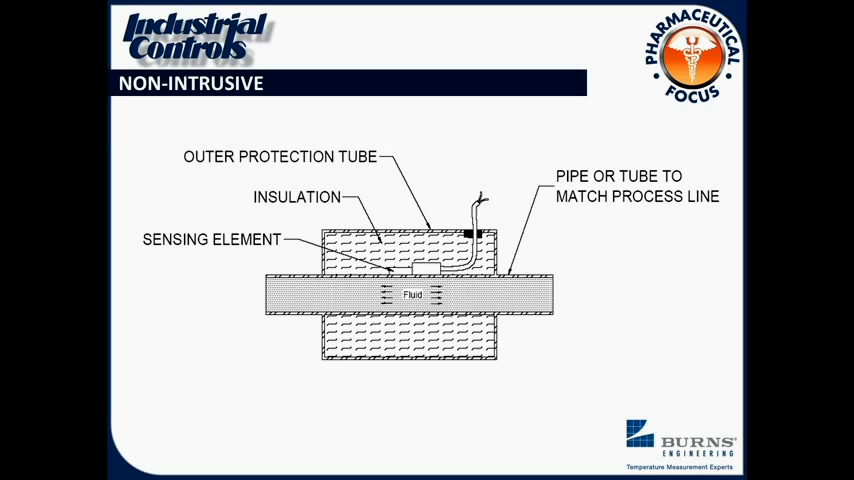 Industrial
Controls
PHARMACEUTICAL
FOCUS
NON-INTRUSIVE
OUTER PROTECTION TUBE
PIPE OR TUBE TO
MATCH PROCESS LINE
INSULATION
SENSING ELEMENT
Fluid
BURNS®
ENGINEERING
Temperature Measurement Experts